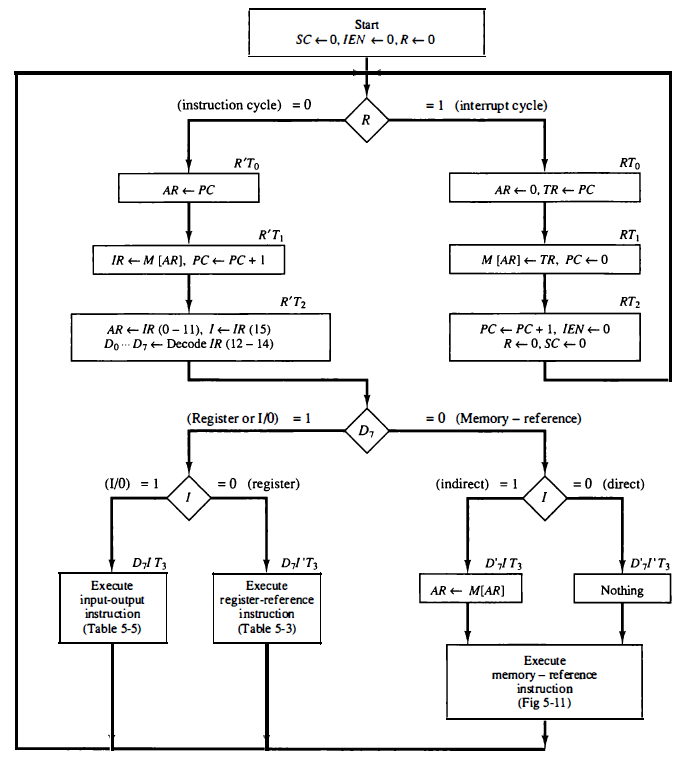 Start
SC ← 0, IEN ← 0, R ← 0
(instruction cycle) = 0
R
= 1 (interrupt cycle)
R'T₀
AR ← PC
RT₀
AR ← 0, TR ← PC
R'T₁
IR ← M [AR], PC ← PC + 1
RT₁
M [AR] ← TR, PC ← 0
R'T₂
AR ← IR (0 – 11), I ← IR (15)
D₀ ··· D₇ ← Decode IR (12 – 14)
RT₂
PC ← PC + 1, IEN ← 0
R ← 0, SC ← 0
(Register or I/0) = 1
D₇
= 0 (Memory – reference)
(I/0) = 1
I
= 0 (register)
(indirect) = 1
I
= 0 (direct)
D₇I T₃
Execute
input-output
instruction
(Table 5-5)
D₇I'T₃
Execute
register-reference
instruction
(Table 5-3)
D'₇I T₃
AR ← M[AR]
D'₇I'T₃
Nothing
Execute
memory – reference
instruction
(Fig 5-11)